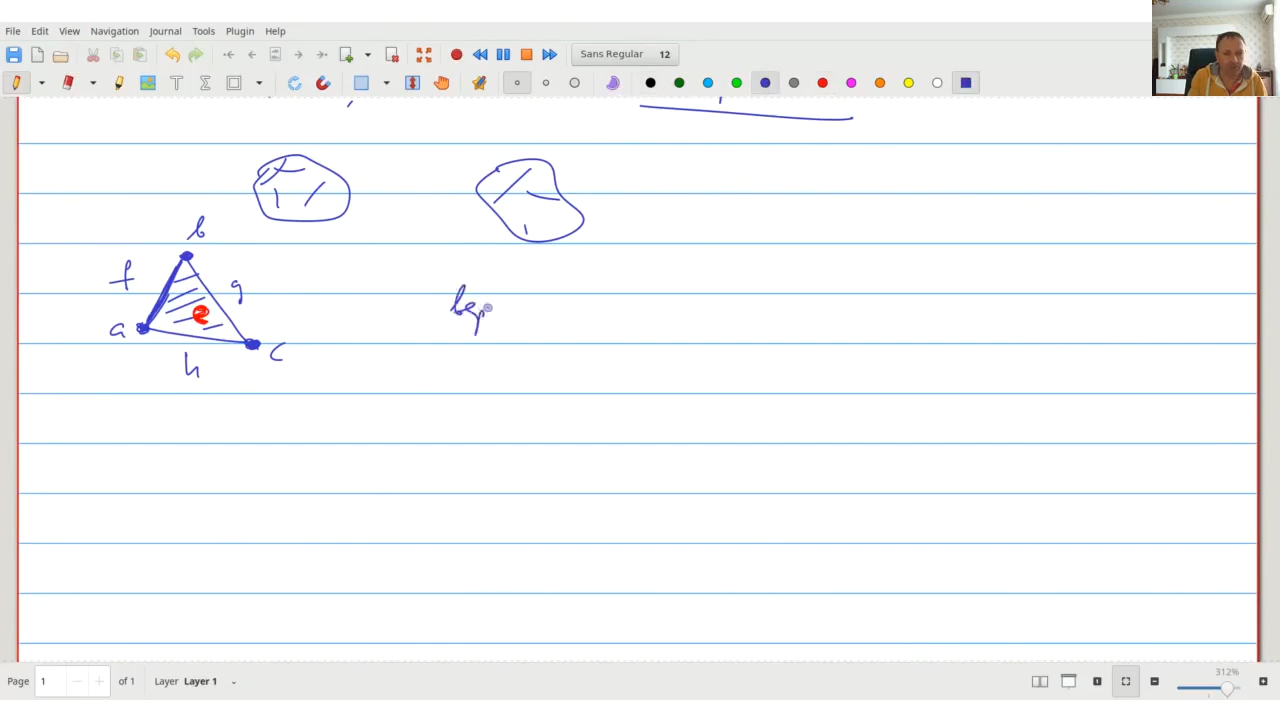 File Edit View Navigation Journal Tools Plugin Help
Sans Regular 12
b
f
g
e
a
c
h
вер
Page 1 of 1 Layer Layer 1 312%